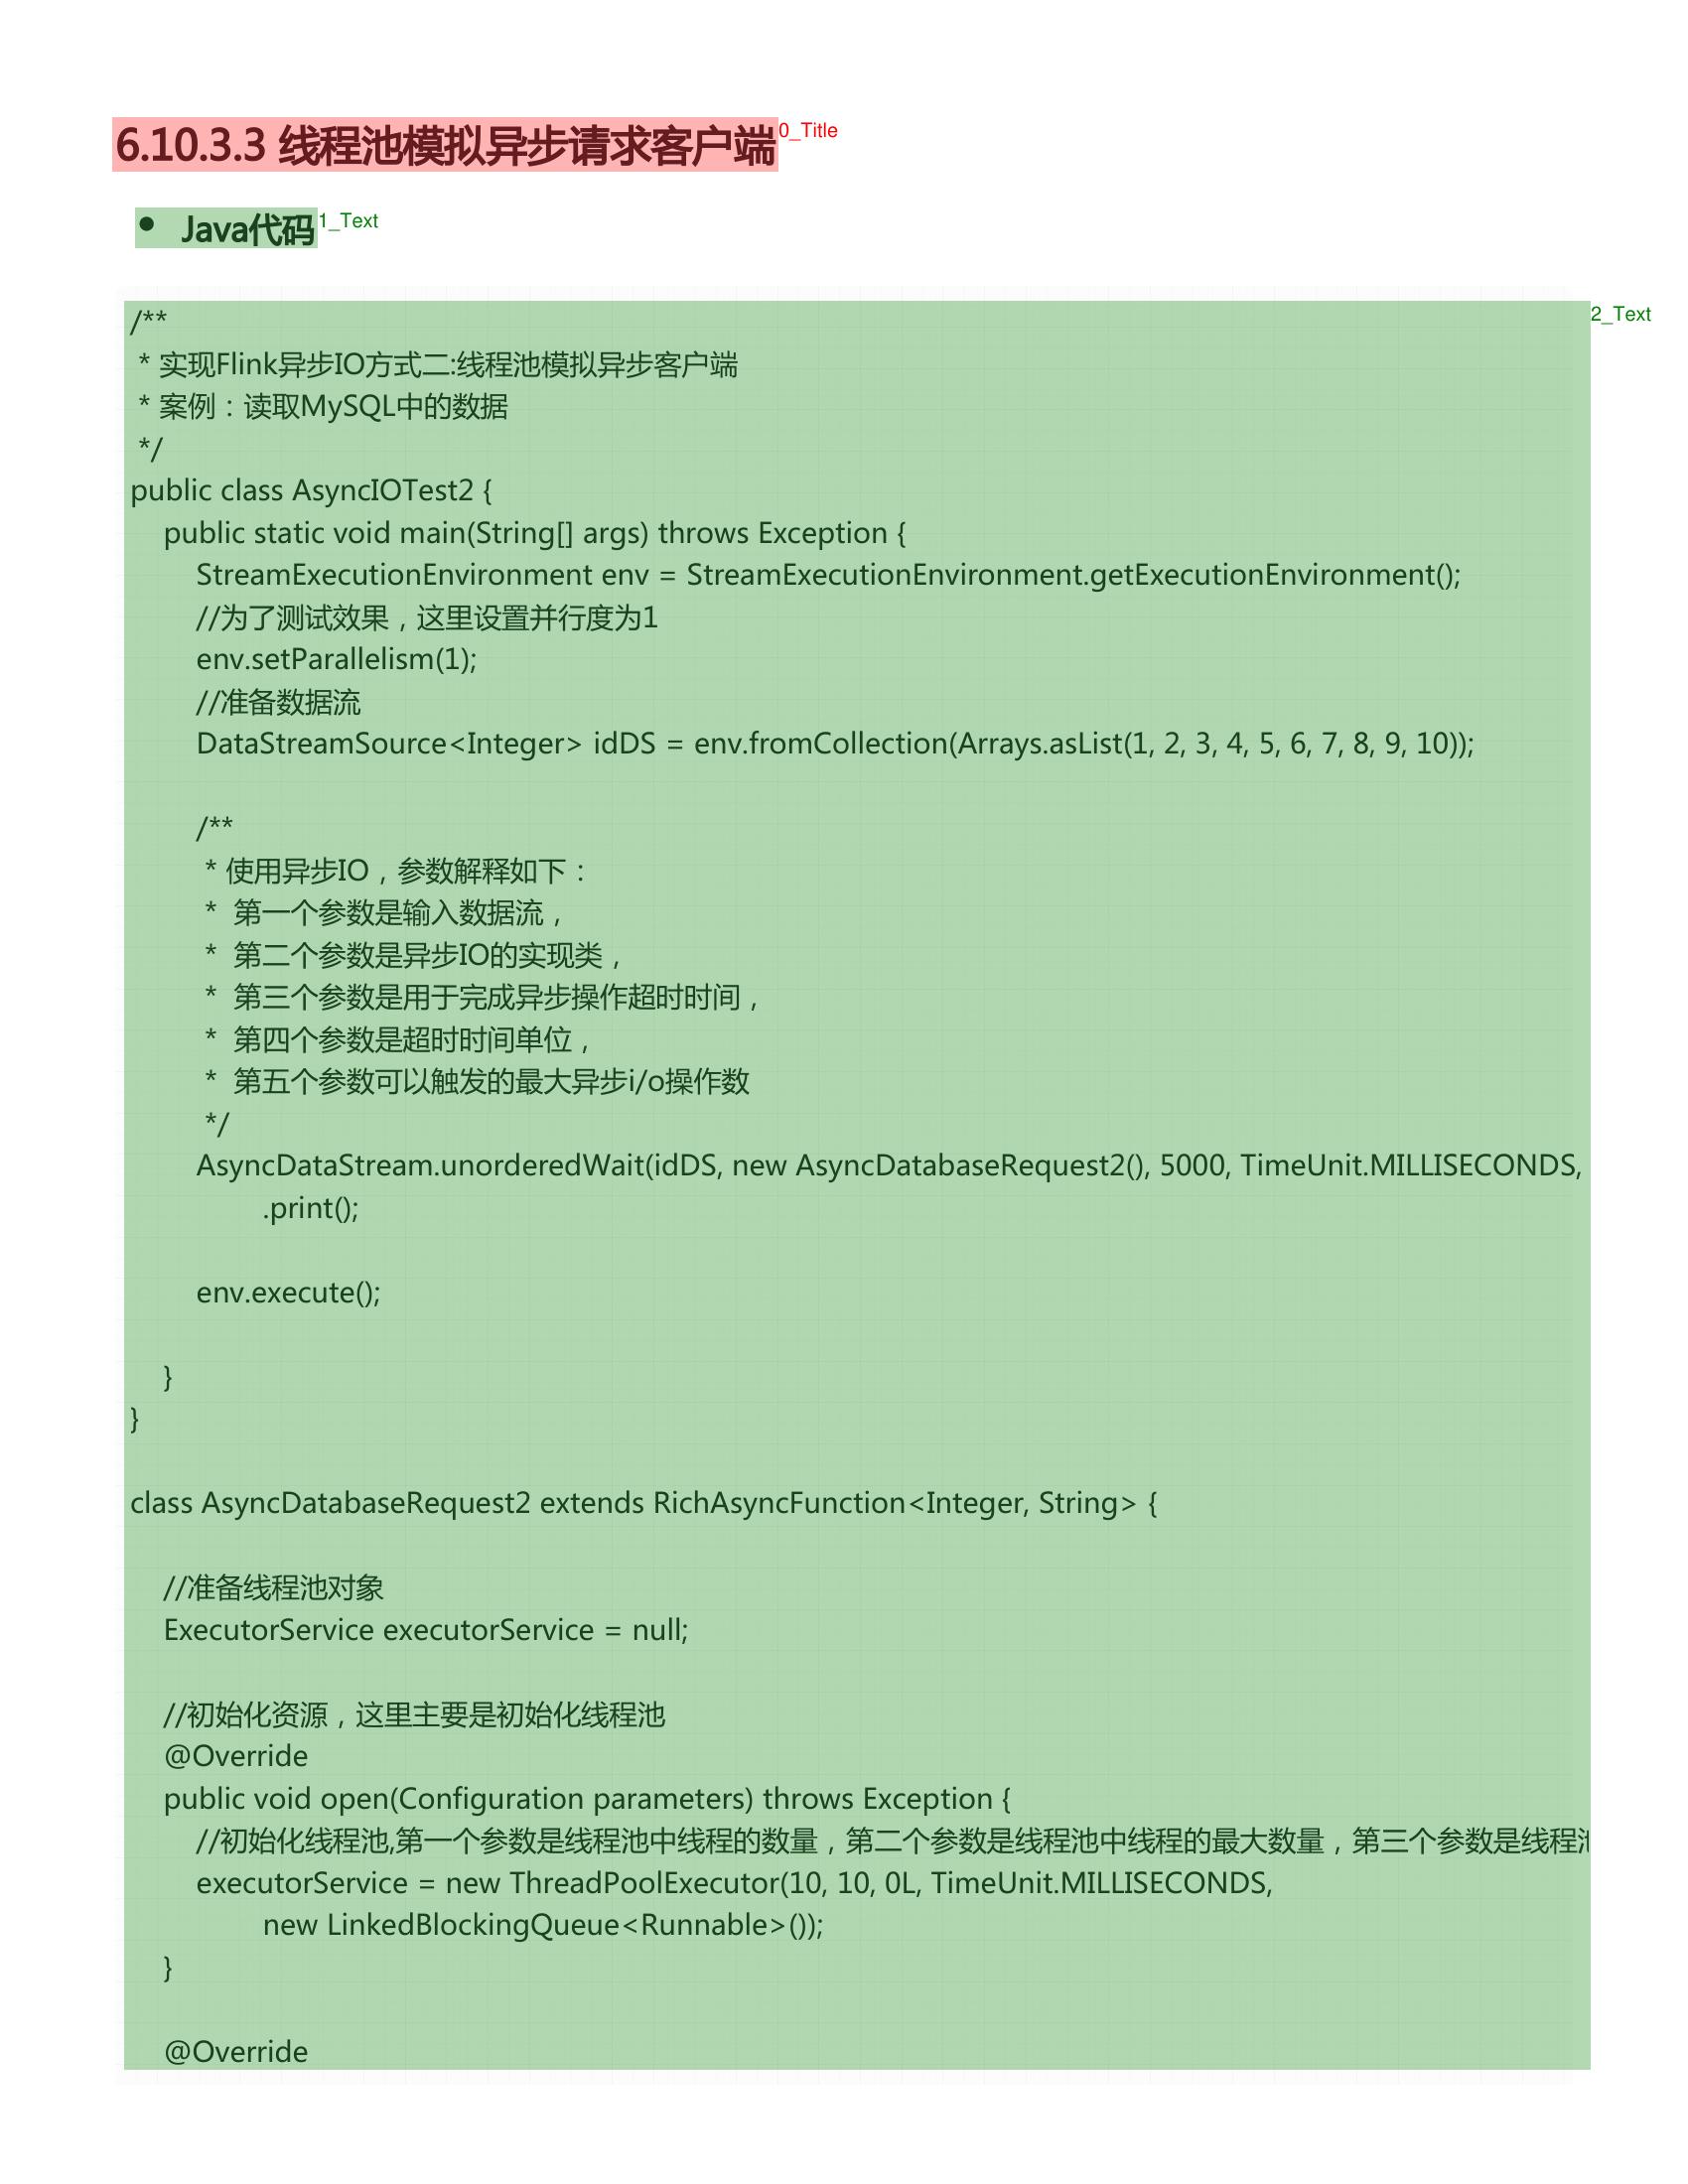 6.10.3.3 线程池模拟异步请求客户端
0_Title
• Java代码
1_Text
2_Text
/**
 * 实现Flink异步IO方式二:线程池模拟异步客户端
 * 案例：读取MySQL中的数据
 */
public class AsyncIOTest2 {
    public static void main(String[] args) throws Exception {
        StreamExecutionEnvironment env = StreamExecutionEnvironment.getExecutionEnvironment();
        //为了测试效果，这里设置并行度为1
        env.setParallelism(1);
        //准备数据流
        DataStreamSource<Integer> idDS = env.fromCollection(Arrays.asList(1, 2, 3, 4, 5, 6, 7, 8, 9, 10));
        /**
         * 使用异步IO，参数解释如下：
         *  第一个参数是输入数据流，
         *  第二个参数是异步IO的实现类，
         *  第三个参数是用于完成异步操作超时时间，
         *  第四个参数是超时时间单位，
         *  第五个参数可以触发的最大异步i/o操作数
         */
        AsyncDataStream.unorderedWait(idDS, new AsyncDatabaseRequest2(), 5000, TimeUnit.MILLISECONDS,
                .print();
        env.execute();
    }
}
class AsyncDatabaseRequest2 extends RichAsyncFunction<Integer, String> {
    //准备线程池对象
    ExecutorService executorService = null;
    //初始化资源，这里主要是初始化线程池
    @Override
    public void open(Configuration parameters) throws Exception {
        //初始化线程池,第一个参数是线程池中线程的数量，第二个参数是线程池中线程的最大数量，第三个参数是线程
        executorService = new ThreadPoolExecutor(10, 10, 0L, TimeUnit.MILLISECONDS,
                new LinkedBlockingQueue<Runnable>());
    }
    @Override